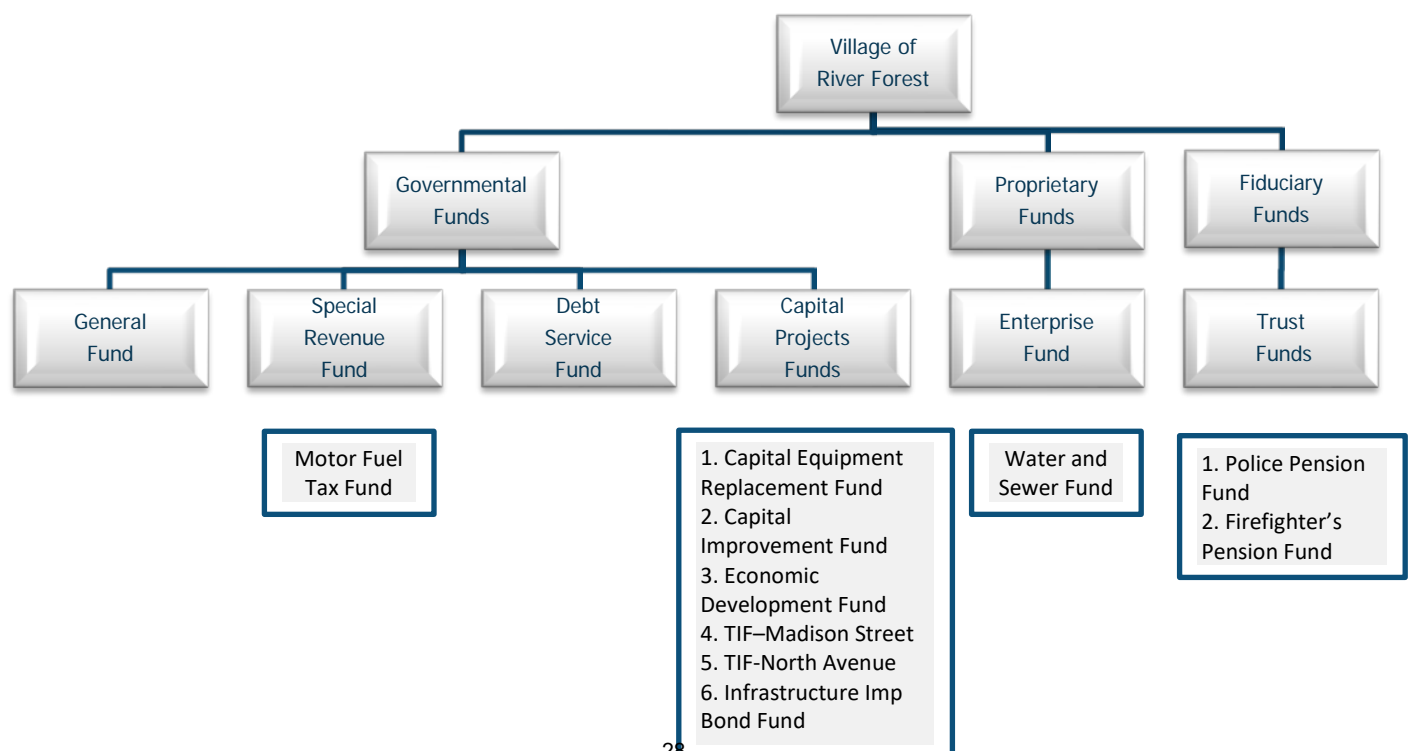 Village of
River Forest
Governmental
Funds
Proprietary
Funds
Fiduciary
Funds
General
Fund
Special
Revenue
Fund
Debt
Service
Fund
Capital
Projects
Funds
Enterprise
Fund
Trust
Funds
Motor Fuel
Tax Fund
1. Capital Equipment
Replacement Fund
2. Capital
Improvement Fund
3. Economic
Development Fund
4. TIF–Madison Street
5. TIF-North Avenue
6. Infrastructure Imp
Bond Fund
Water and
Sewer Fund
1. Police Pension
Fund
2. Firefighter’s
Pension Fund
28